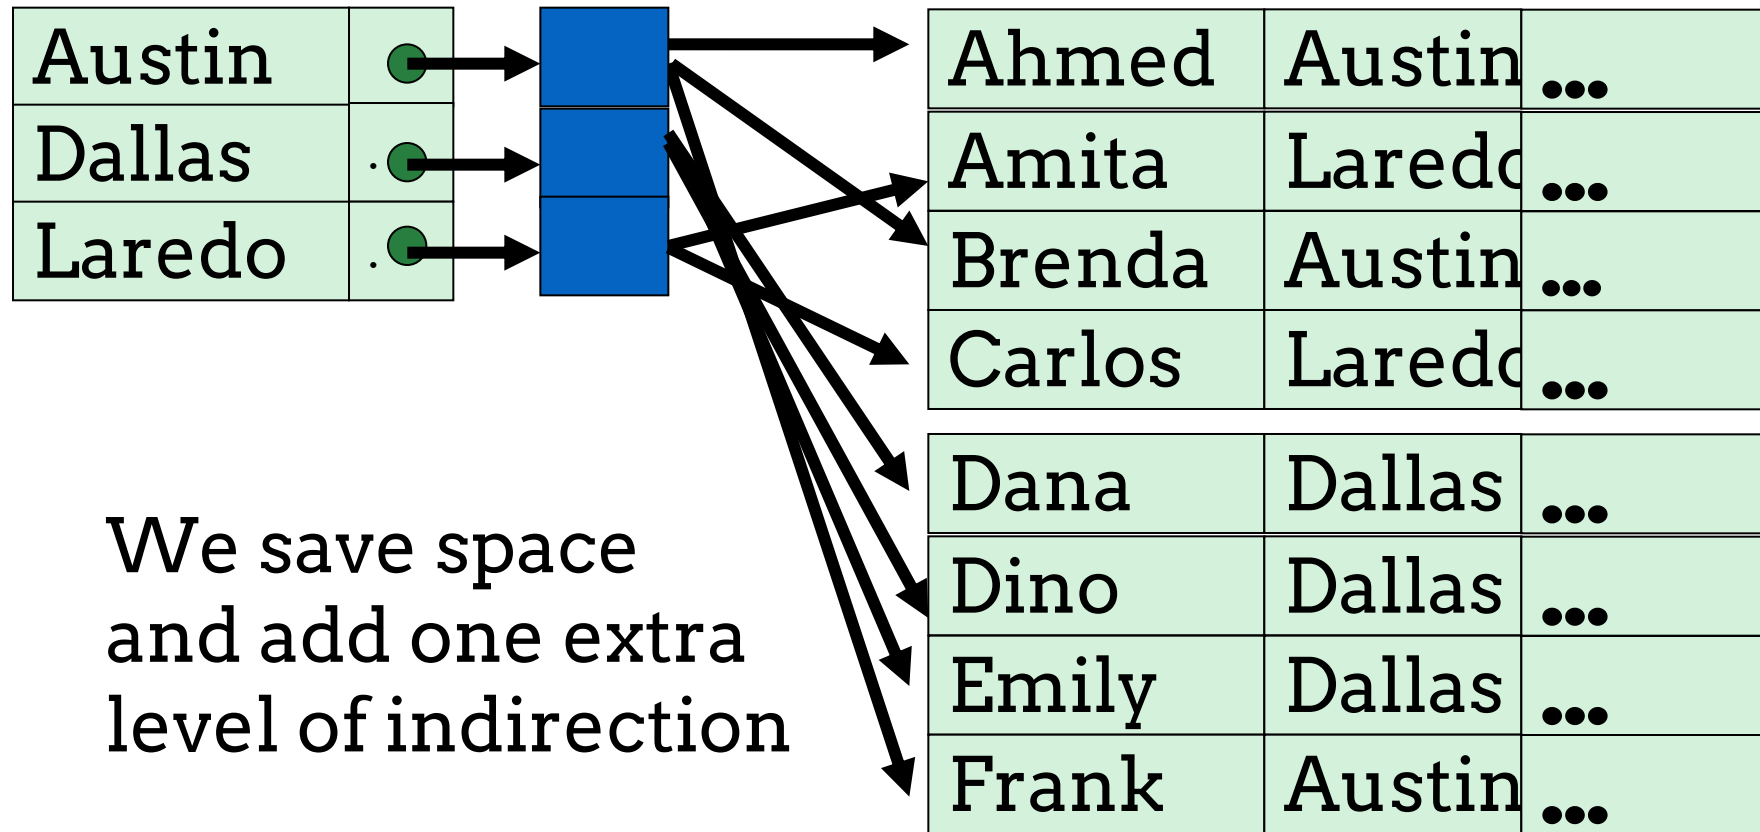 Austin
Dallas .
Laredo .
Ahmed Austin ...
Amita Laredo ...
Brenda Austin ...
Carlos Laredo ...
Dana Dallas ...
Dino Dallas ...
Emily Dallas ...
Frank Austin ...
We save space
and add one extra
level of indirection